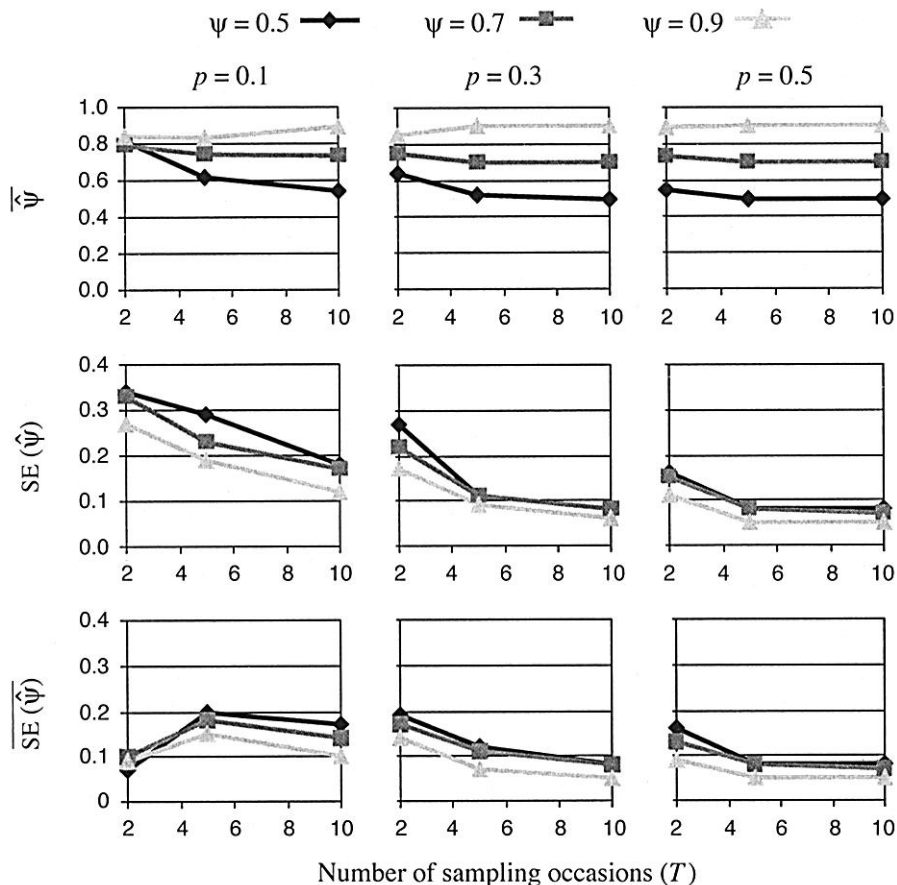 ψ = 0.5 ψ = 0.7 ψ = 0.9
p = 0.1 p = 0.3 p = 0.5
1.0
0.8
0.6
0.4
0.2
0.0
2 4 6 8 10 2 4 6 8 10 2 4 6 8 10
\overline{ψ̂}
0.4
0.3
0.2
0.1
0.0
2 4 6 8 10 2 4 6 8 10 2 4 6 8 10
SE (ψ̂)
0.4
0.3
0.2
0.1
0
2 4 6 8 10 2 4 6 8 10 2 4 6 8 10
\overline{SE (ψ̂)}
Number of sampling occasions (T)